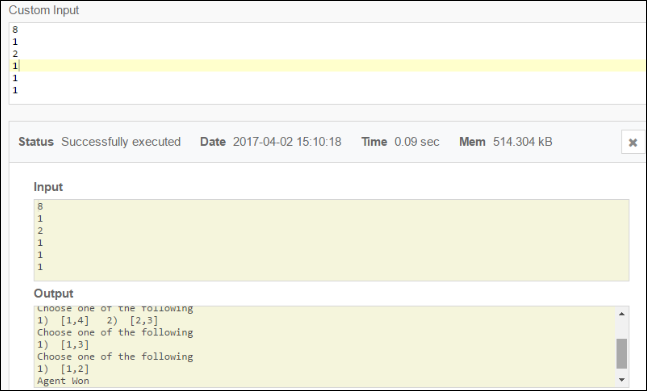 Custom Input
8
1
2
1
1
1
Status Successfully executed Date 2017-04-02 15:10:18 Time 0.09 sec Mem 514.304 kB
Input
8
1
2
1
1
1
Output
Choose one of the following
1) [1,4] 2) [2,3]
Choose one of the following
1) [1,3]
Choose one of the following
1) [1,2]
Agent Won